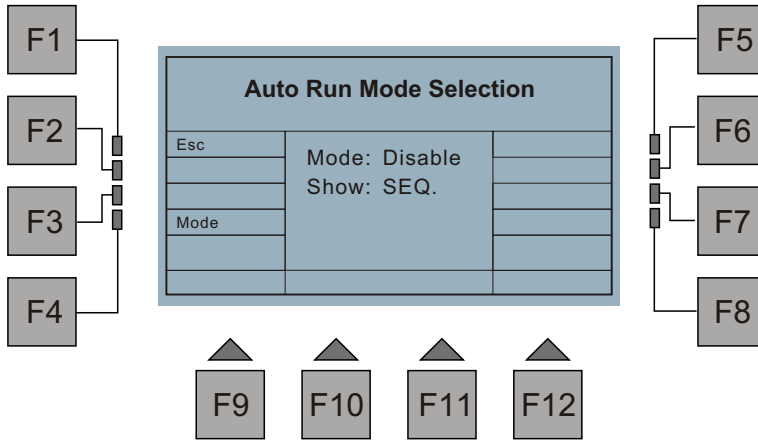 F1
F5
Auto Run Mode Selection
F2
F6
Esc
Mode: Disable
Show: SEQ.
F3
F7
Mode
F4
F8
F9
F10
F11
F12